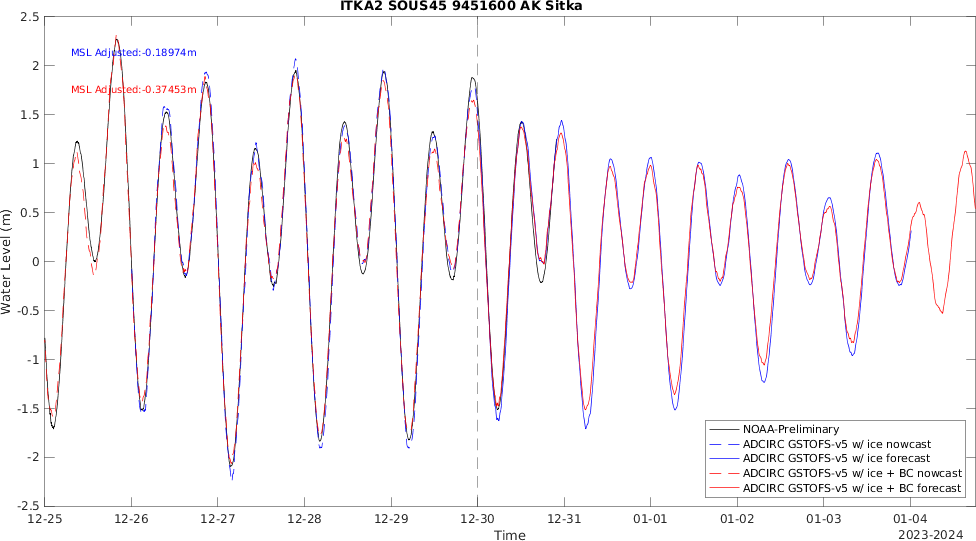 ITKA2 SOUS45 9451600 AK Sitka
MSL Adjusted:-0.18974m
MSL Adjusted:-0.37453m
Water Level (m)
2.5
2
1.5
1
0.5
0
-0.5
-1
-1.5
-2
-2.5
NOAA-Preliminary
ADCIRC GSTOFS-v5 w/ ice nowcast
ADCIRC GSTOFS-v5 w/ ice forecast
ADCIRC GSTOFS-v5 w/ ice + BC nowcast
ADCIRC GSTOFS-v5 w/ ice + BC forecast
12-25 12-26 12-27 12-28 12-29 12-30 12-31 01-01 01-02 01-03 01-04
Time
2023-2024